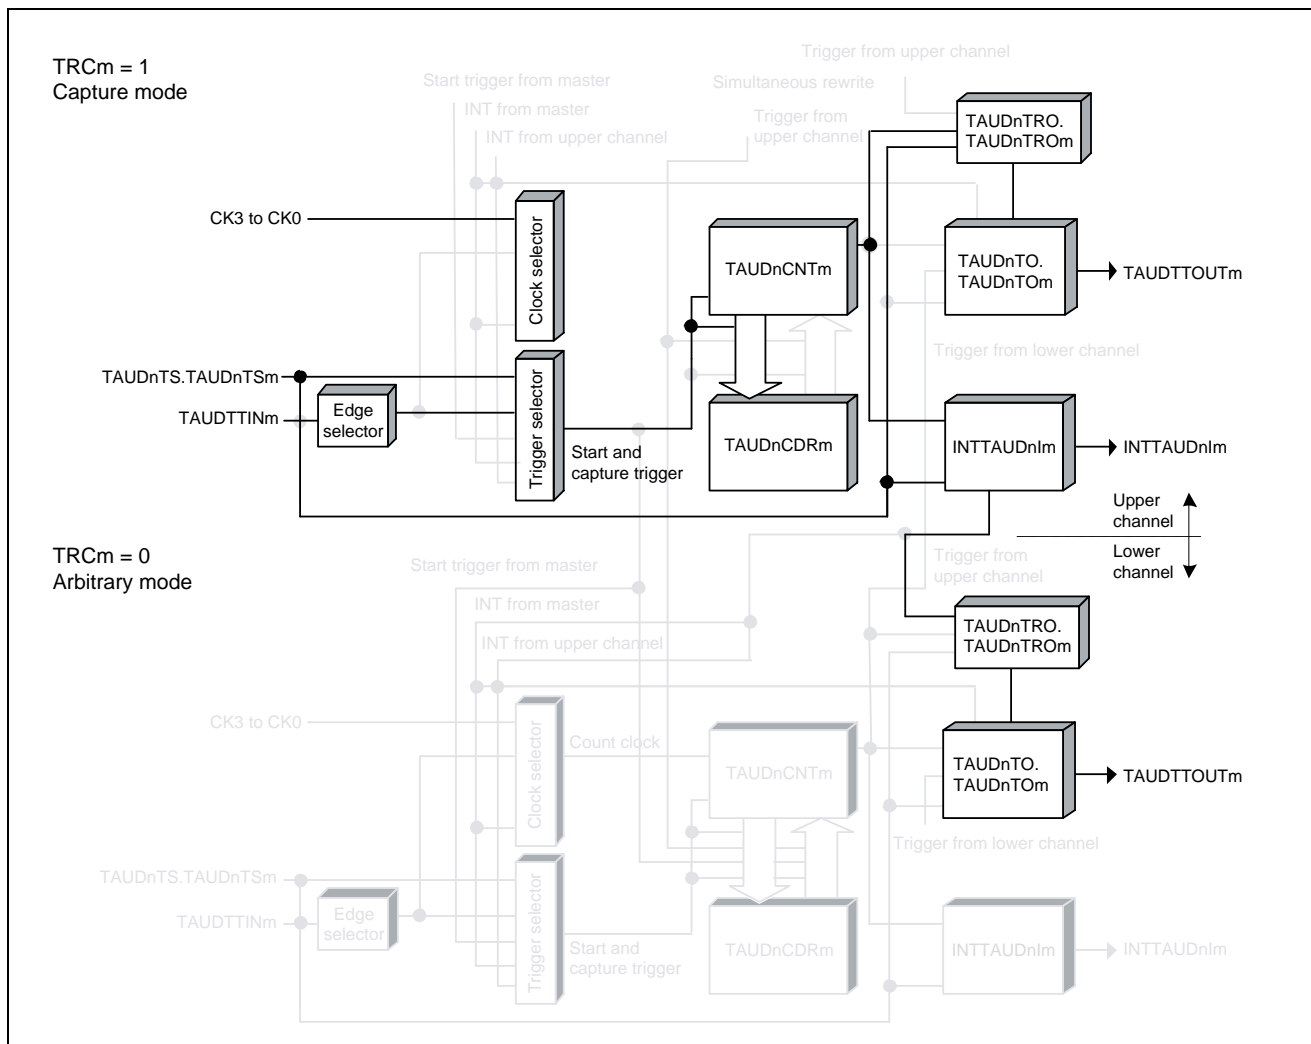 TRCm = 1
Capture mode
Trigger from upper channel
Start trigger from master
Simultaneous rewrite
INT from master
Trigger from
upper channel
INT from upper channel
TAUDnTRO.
TAUDnTROm
CK3 to CK0
Clock selector
TAUDnCNTm
TAUDnTO.
TAUDnTOm
TAUDTTOUTm
Trigger from lower channel
TAUDnTS.TAUDnTSm
TAUDTTINm
Edge
selector
Trigger selector
Start and
capture trigger
TAUDnCDRm
INTTAUDnIm
INTTAUDnIm
Upper
channel
Lower
channel
TRCm = 0
Arbitrary mode
Start trigger from master
Trigger from
upper channel
INT from master
INT from upper channel
TAUDnTRO.
TAUDnTROm
CK3 to CK0
Clock selector
Count clock
TAUDnCNTm
TAUDnTO.
TAUDnTOm
TAUDTTOUTm
Trigger from lower channel
TAUDnTS.TAUDnTSm
TAUDTTINm
Edge
selector
Trigger selector
Start and
capture trigger
TAUDnCDRm
INTTAUDnIm
INTTAUDnIm